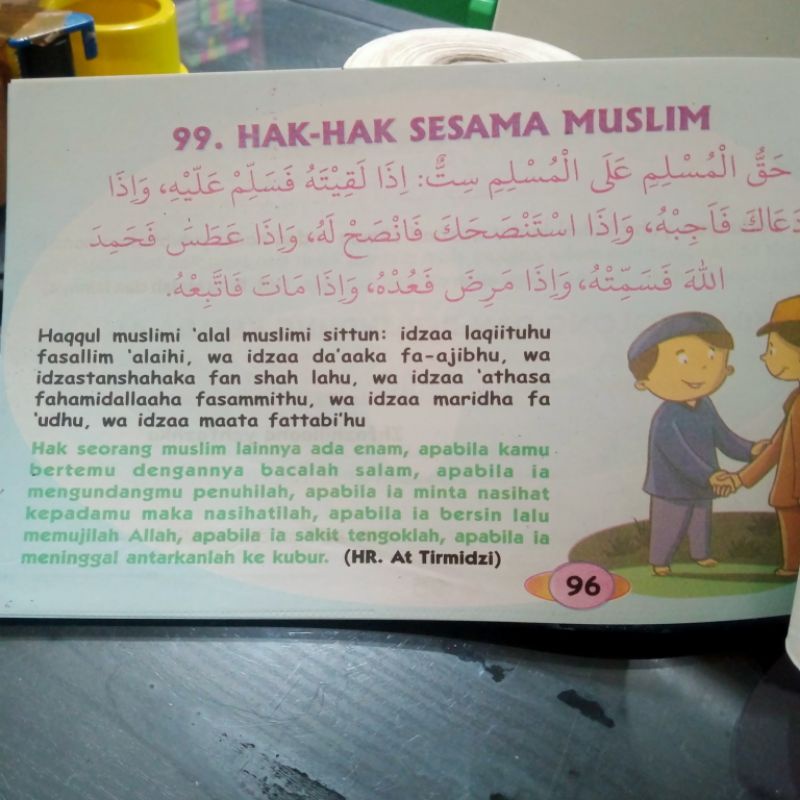 99. HAK-HAK SESAMA MUSLIM
حَقُّ الْمُسْلِمِ عَلَى الْمُسْلِمِ سِتٌّ: اِذَا لَقِيْتَهُ فَسَلِّمْ عَلَيْهِ، وَاِذَا
دَعَاكَ فَاَجِبْهُ، وَاِذَا اسْتَنْصَحَكَ فَانْصَحْ لَهُ، وَاِذَا عَطَسَ فَحَمِدَ
اللهَ فَسَمِّتْهُ، وَاِذَا مَرِضَ فَعُدْهُ، وَاِذَا مَاتَ فَاتَّبِعْهُ.
Haqqul muslimi 'alal muslimi sittun: idzaa laqiituhu
fasallim 'alaihi, wa idzaa da'aaka fa-ajibhu, wa
idzastanshahaka fan shah lahu, wa idzaa 'athasa
fahamidallaaha fasammithu, wa idzaa maridha fa
'udhu, wa idzaa maata fattabi'hu
Hak seorang muslim lainnya ada enam, apabila kamu
bertemu dengannya bacalah salam, apabila ia
mengundangmu penuhilah, apabila ia minta nasihat
kepadamu maka nasihatilah, apabila ia bersin lalu
memujilah Allah, apabila ia sakit tengoklah, apabila ia
meninggal antarkanlah ke kubur. (HR. At Tirmidzi)
96